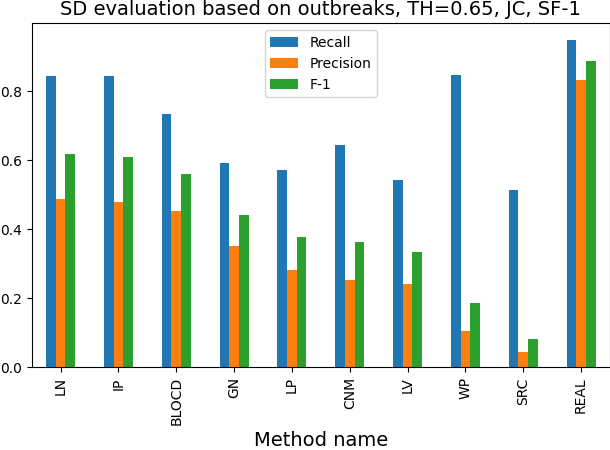 SD evaluation based on outbreaks, TH=0.65, JC, SF-1
Recall
Precision
F-1
0.8
0.6
0.4
0.2
0.0
LN
IP
BLOCD
GN
LP
CNM
LV
WP
SRC
REAL
Method name